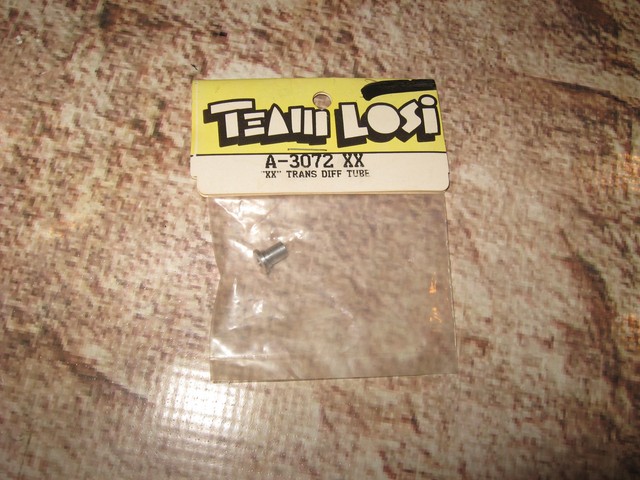 TEAM LOSi
A-3072 XX
"XX" TRANS DIFF TUBE